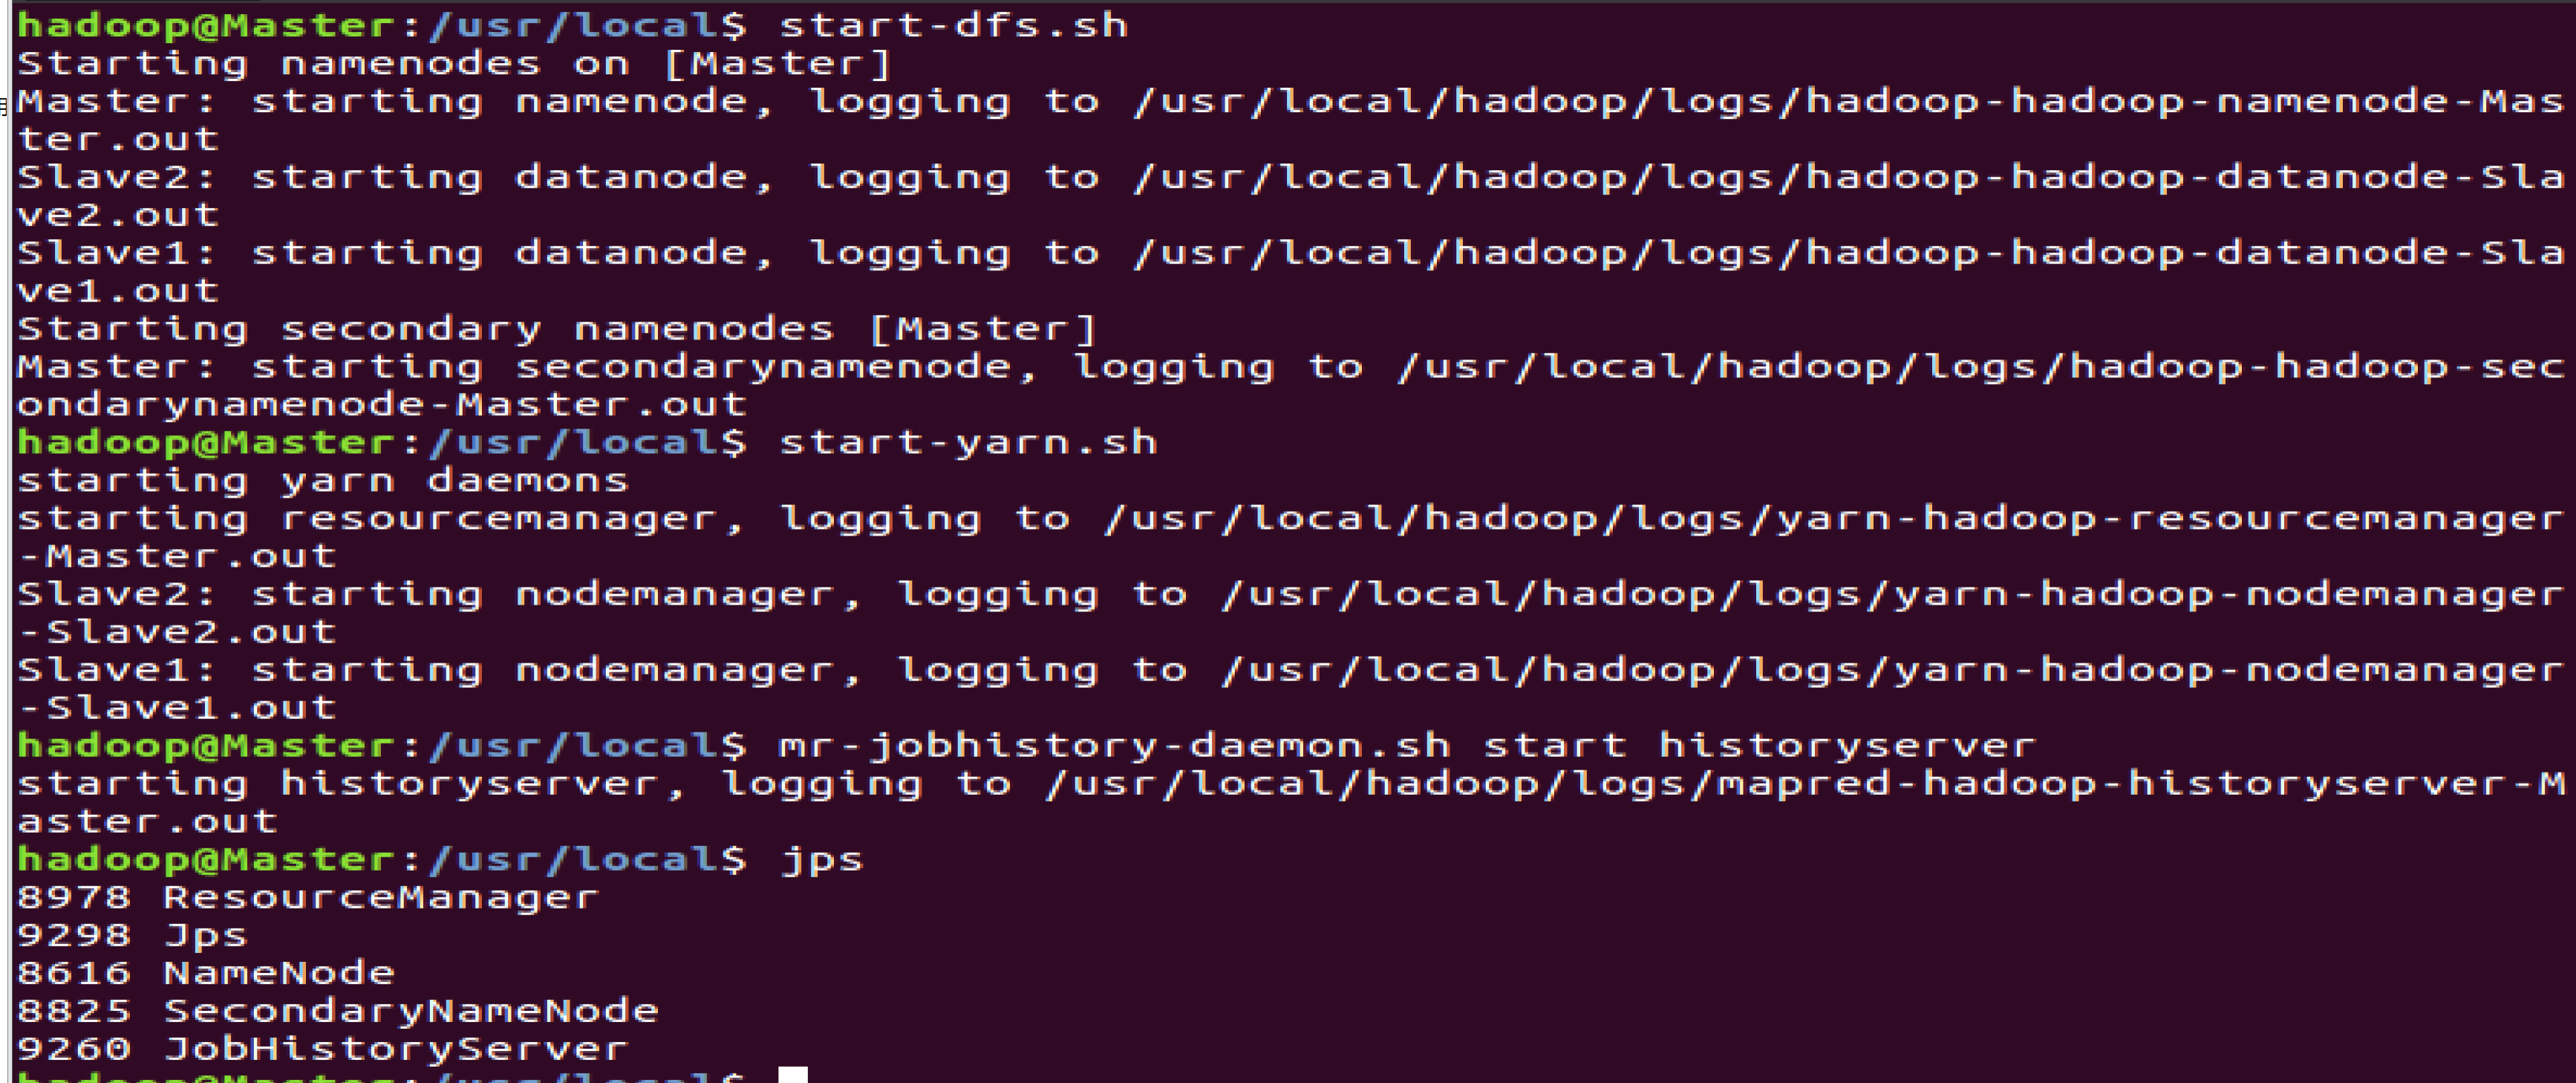 hadoop@Master:/usr/local$ start-dfs.sh
Starting namenodes on [Master]
Master: starting namenode, logging to /usr/local/hadoop/logs/hadoop-hadoop-namenode-Mas
ter.out
Slave2: starting datanode, logging to /usr/local/hadoop/logs/hadoop-hadoop-datanode-Sla
ve2.out
Slave1: starting datanode, logging to /usr/local/hadoop/logs/hadoop-hadoop-datanode-Sla
ve1.out
Starting secondary namenodes [Master]
Master: starting secondarynamenode, logging to /usr/local/hadoop/logs/hadoop-hadoop-sec
ondarynamenode-Master.out
hadoop@Master:/usr/local$ start-yarn.sh
starting yarn daemons
starting resourcemanager, logging to /usr/local/hadoop/logs/yarn-hadoop-resourcemanager
-Master.out
Slave2: starting nodemanager, logging to /usr/local/hadoop/logs/yarn-hadoop-nodemanager
-Slave2.out
Slave1: starting nodemanager, logging to /usr/local/hadoop/logs/yarn-hadoop-nodemanager
-Slave1.out
hadoop@Master:/usr/local$ mr-jobhistory-daemon.sh start historyserver
starting historyserver, logging to /usr/local/hadoop/logs/mapred-hadoop-historyserver-M
aster.out
hadoop@Master:/usr/local$ jps
8978 ResourceManager
9298 Jps
8616 NameNode
8825 SecondaryNameNode
9260 JobHistoryServer
hadoop@Master:/usr/local$